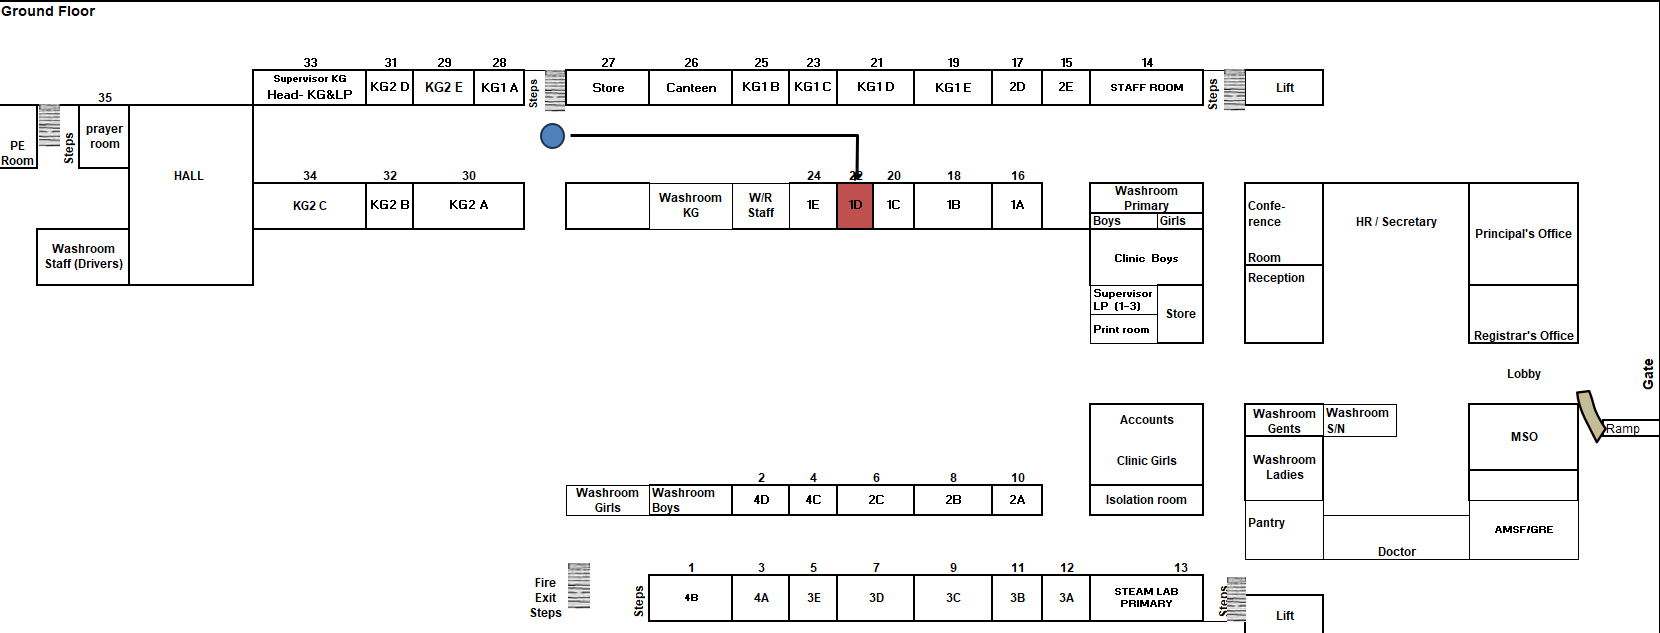 Ground Floor
33 31 29 28 27 26 25 23 21 19 17 15 14
Supervisor KG
Head- KG&LP
KG2 D
KG2 E
KG1 A
Steps
Store
Canteen
KG1 B
KG1 C
KG1 D
KG1 E
2D
2E
STAFF ROOM
Steps
Lift
35
PE
Room
Steps
prayer
room
HALL
34 32 30 24 22 20 18 16
KG2 C
KG2 B
KG2 A
Washroom
KG
W/R
Staff
1E
1D
1C
1B
1A
Washroom
Primary
Boys
Girls
Confe-
rence
Room
HR / Secretary
Principal's Office
Washroom
Staff (Drivers)
Clinic Boys
Reception
Supervisor
LP (1-3)
Store
Print room
Registrar's Office
Lobby
Gate
Accounts
Clinic Girls
Isolation room
Washroom
Gents
Washroom
S/N
MSO
Ramp
Washroom
Ladies
2 4 6 8 10
Washroom
Girls
Washroom
Boys
4D
4C
2C
2B
2A
Pantry
Doctor
AMSF/GRE
1 3 5 7 9 11 12 13
Fire
Exit
Steps
Steps
4B
4A
3E
3D
3C
3B
3A
STEAM LAB
PRIMARY
Steps
Lift